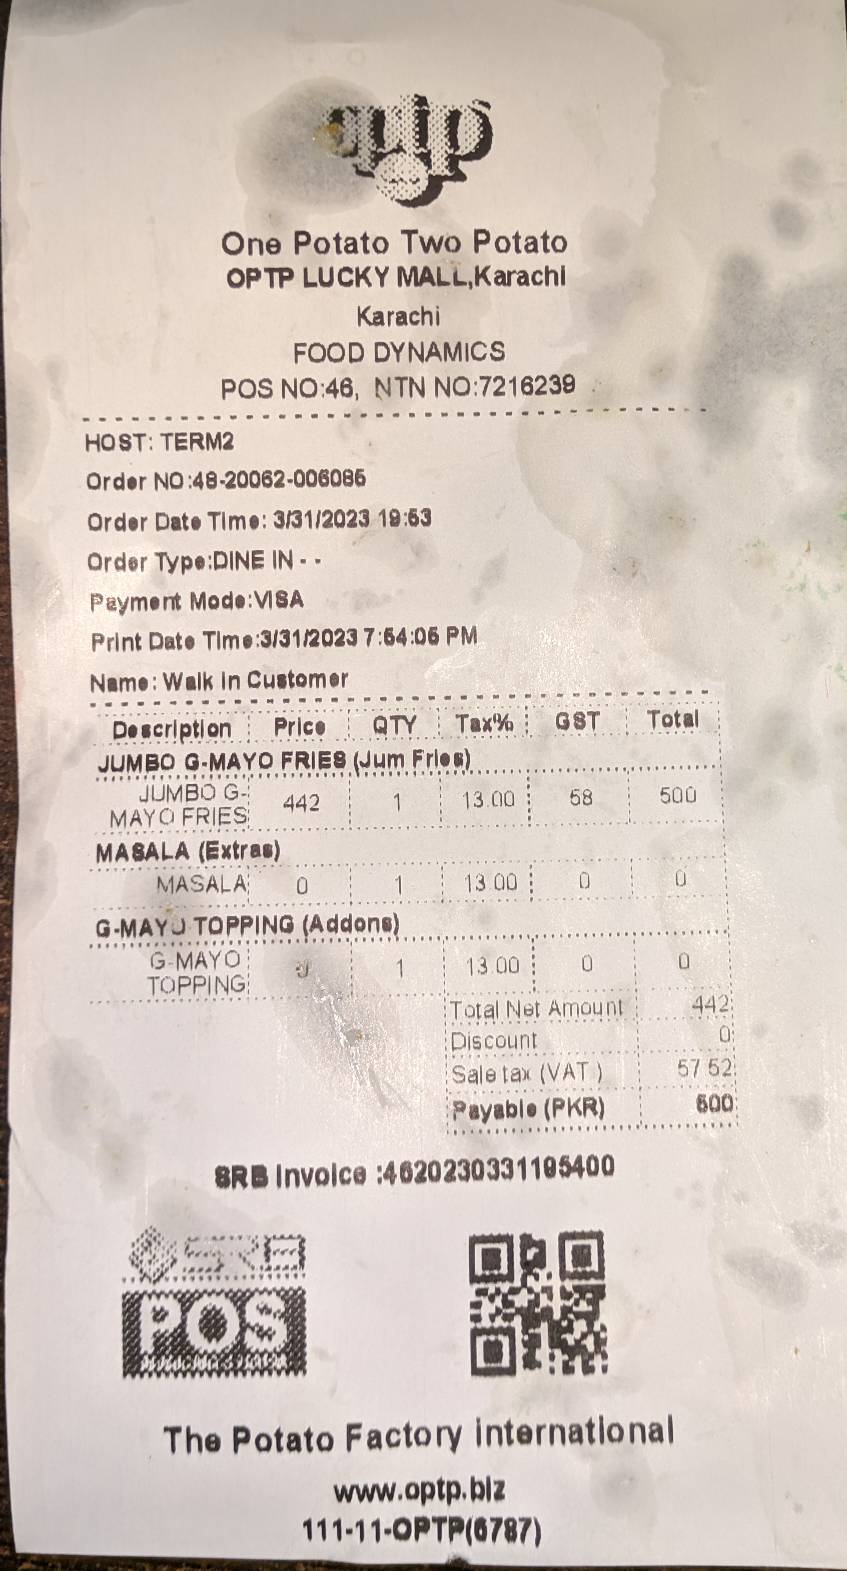 optp
One Potato Two Potato
OPTP LUCKY MALL,Karachi
Karachi
FOOD DYNAMICS
POS NO:46, NTN NO:7216239
HOST: TERM2
Order NO:48-20062-006086
Order Date Time: 3/31/2023 19:53
Order Type:DINE IN - -
Payment Mode:VISA
Print Date Time:3/31/2023 7:54:05 PM
Name: Walk in Customer
Description Price QTY Tax% GST Total
JUMBO G-MAYO FRIES (Jum Fries)
JUMBO G-
MAYO FRIES 442 1 13.00 58 500
MASALA (Extras)
MASALA 0 1 13.00 0 0
G-MAYO TOPPING (Addons)
G-MAYO
TOPPING 1 13.00 0 0
Total Net Amount 442
Discount 0
Sale tax (VAT ) 57.52
Payable (PKR) 500
SRB Invoice :4620230331195400
SRB
POS
The Potato Factory international
www.optp.biz
111-11-OPTP(6787)